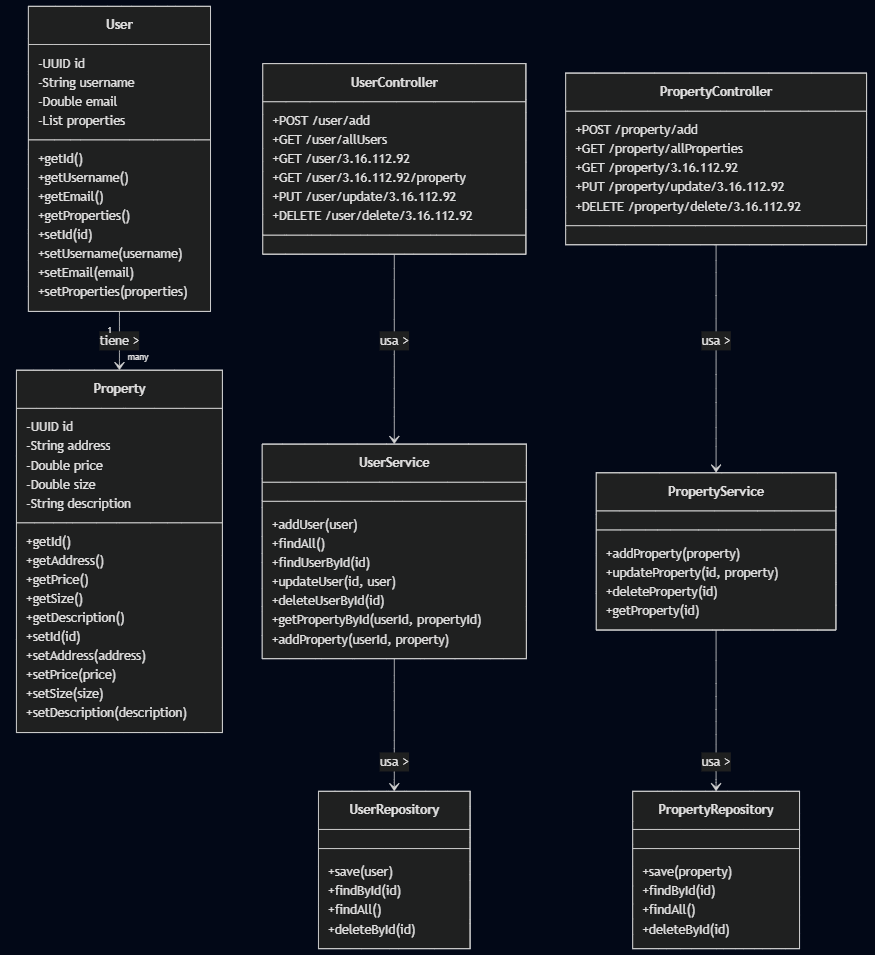 User
-UUID id
-String username
-Double email
-List properties
+getId()
+getUsername()
+getEmail()
+getProperties()
+setId(id)
+setUsername(username)
+setEmail(email)
+setProperties(properties)
1
tiene >
many
Property
-UUID id
-String address
-Double price
-Double size
-String description
+getId()
+getAddress()
+getPrice()
+getSize()
+getDescription()
+setId(id)
+setAddress(address)
+setPrice(price)
+setSize(size)
+setDescription(description)
UserController
+POST /user/add
+GET /user/allUsers
+GET /user/3.16.112.92
+GET /user/3.16.112.92/property
+PUT /user/update/3.16.112.92
+DELETE /user/delete/3.16.112.92
usa >
UserService
+addUser(user)
+findAll()
+findUserById(id)
+updateUser(id, user)
+deleteUserById(id)
+getPropertyById(userId, propertyId)
+addProperty(userId, property)
usa >
UserRepository
+save(user)
+findById(id)
+findAll()
+deleteById(id)
PropertyController
+POST /property/add
+GET /property/allProperties
+GET /property/3.16.112.92
+PUT /property/update/3.16.112.92
+DELETE /property/delete/3.16.112.92
usa >
PropertyService
+addProperty(property)
+updateProperty(id, property)
+deleteProperty(id)
+getProperty(id)
usa >
PropertyRepository
+save(property)
+findById(id)
+findAll()
+deleteById(id)